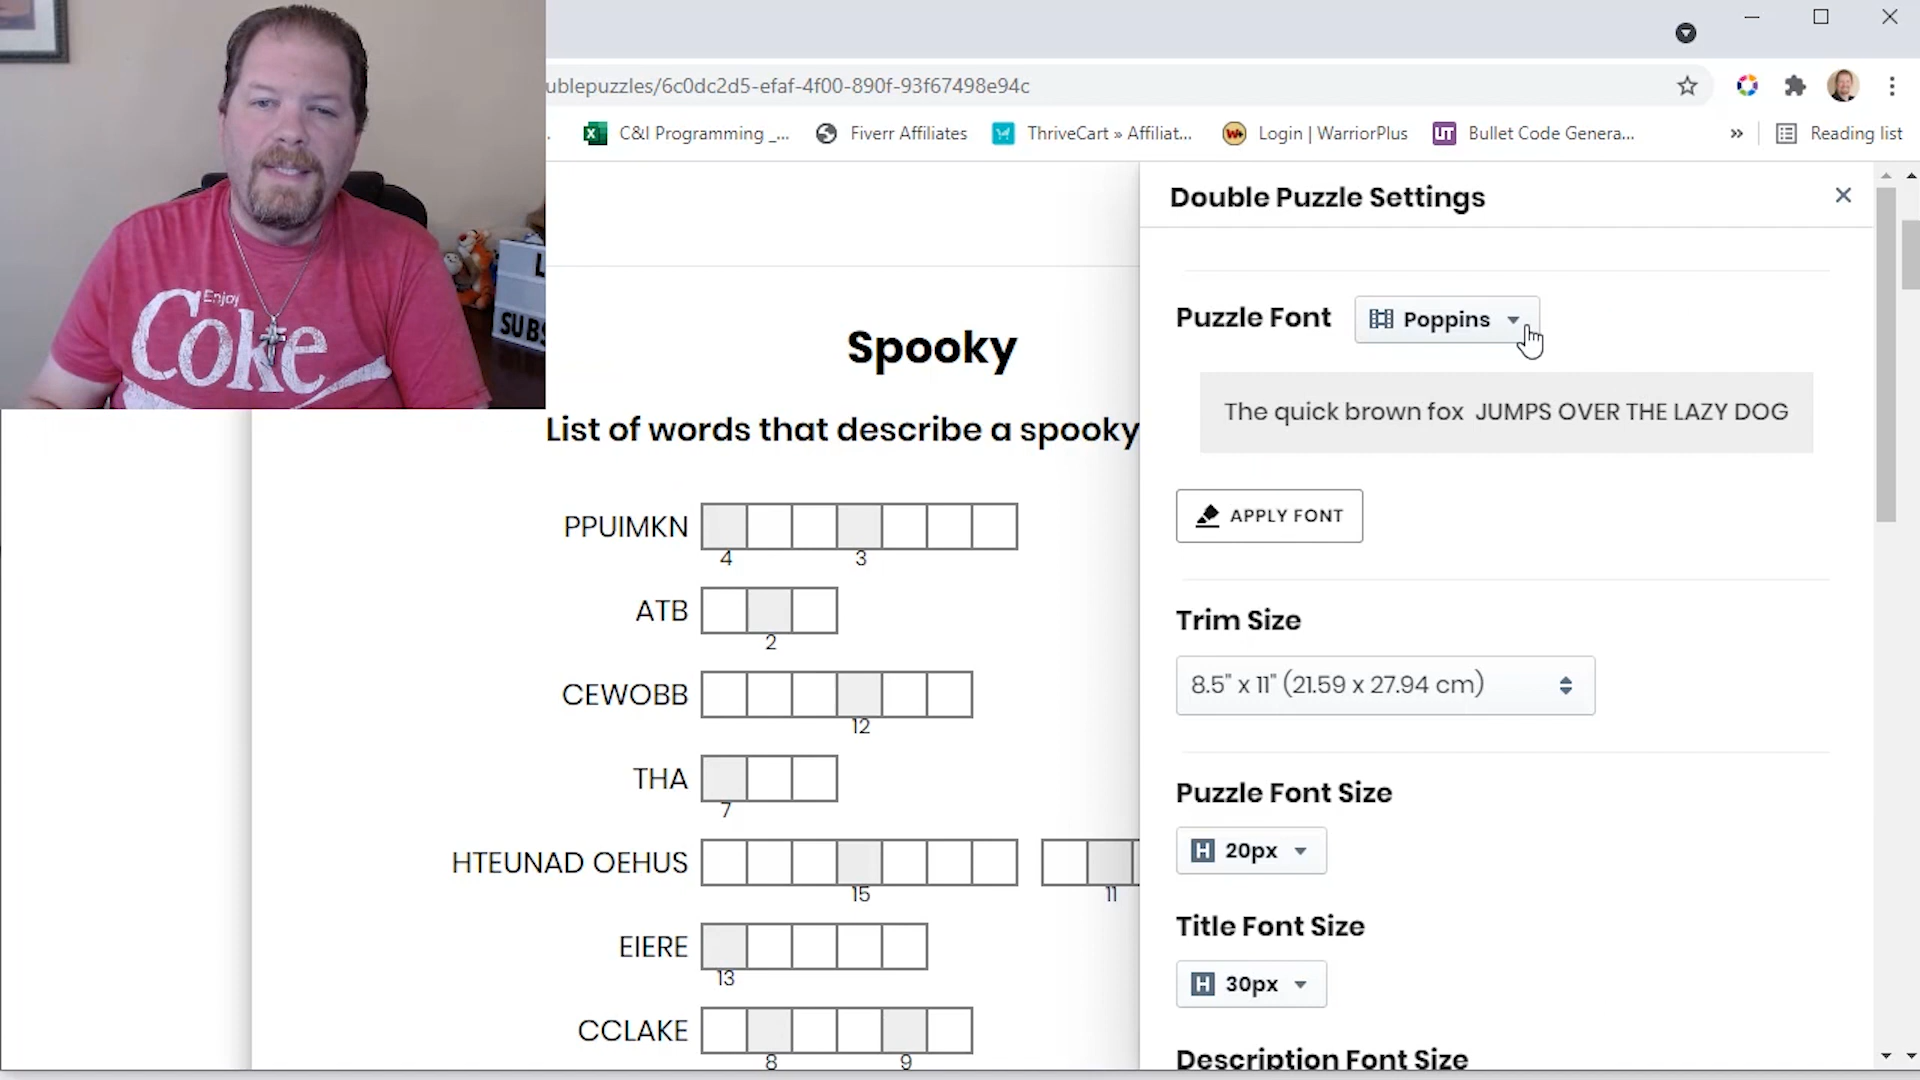 ublepuzzles/6c0dc2d5-efaf-4f00-890f-93f67498e94c
C&I Programming _...
Fiverr Affiliates
ThriveCart » Affiliat...
Login | WarriorPlus
Bullet Code Genera...
»
Reading list
Enjoy
Coke
L
SUBS
Spooky
List of words that describe a spooky
PPUIMKN
4 3
ATB
2
CEWOBB
12
THA
7
HTEUNAD OEHUS
15 11
EIERE
13
CCLAKE
8 9
Double Puzzle Settings
Puzzle Font Poppins
The quick brown fox JUMPS OVER THE LAZY DOG
APPLY FONT
Trim Size
8.5" x 11" (21.59 x 27.94 cm)
Puzzle Font Size
H 20px
Title Font Size
H 30px
Description Font Size